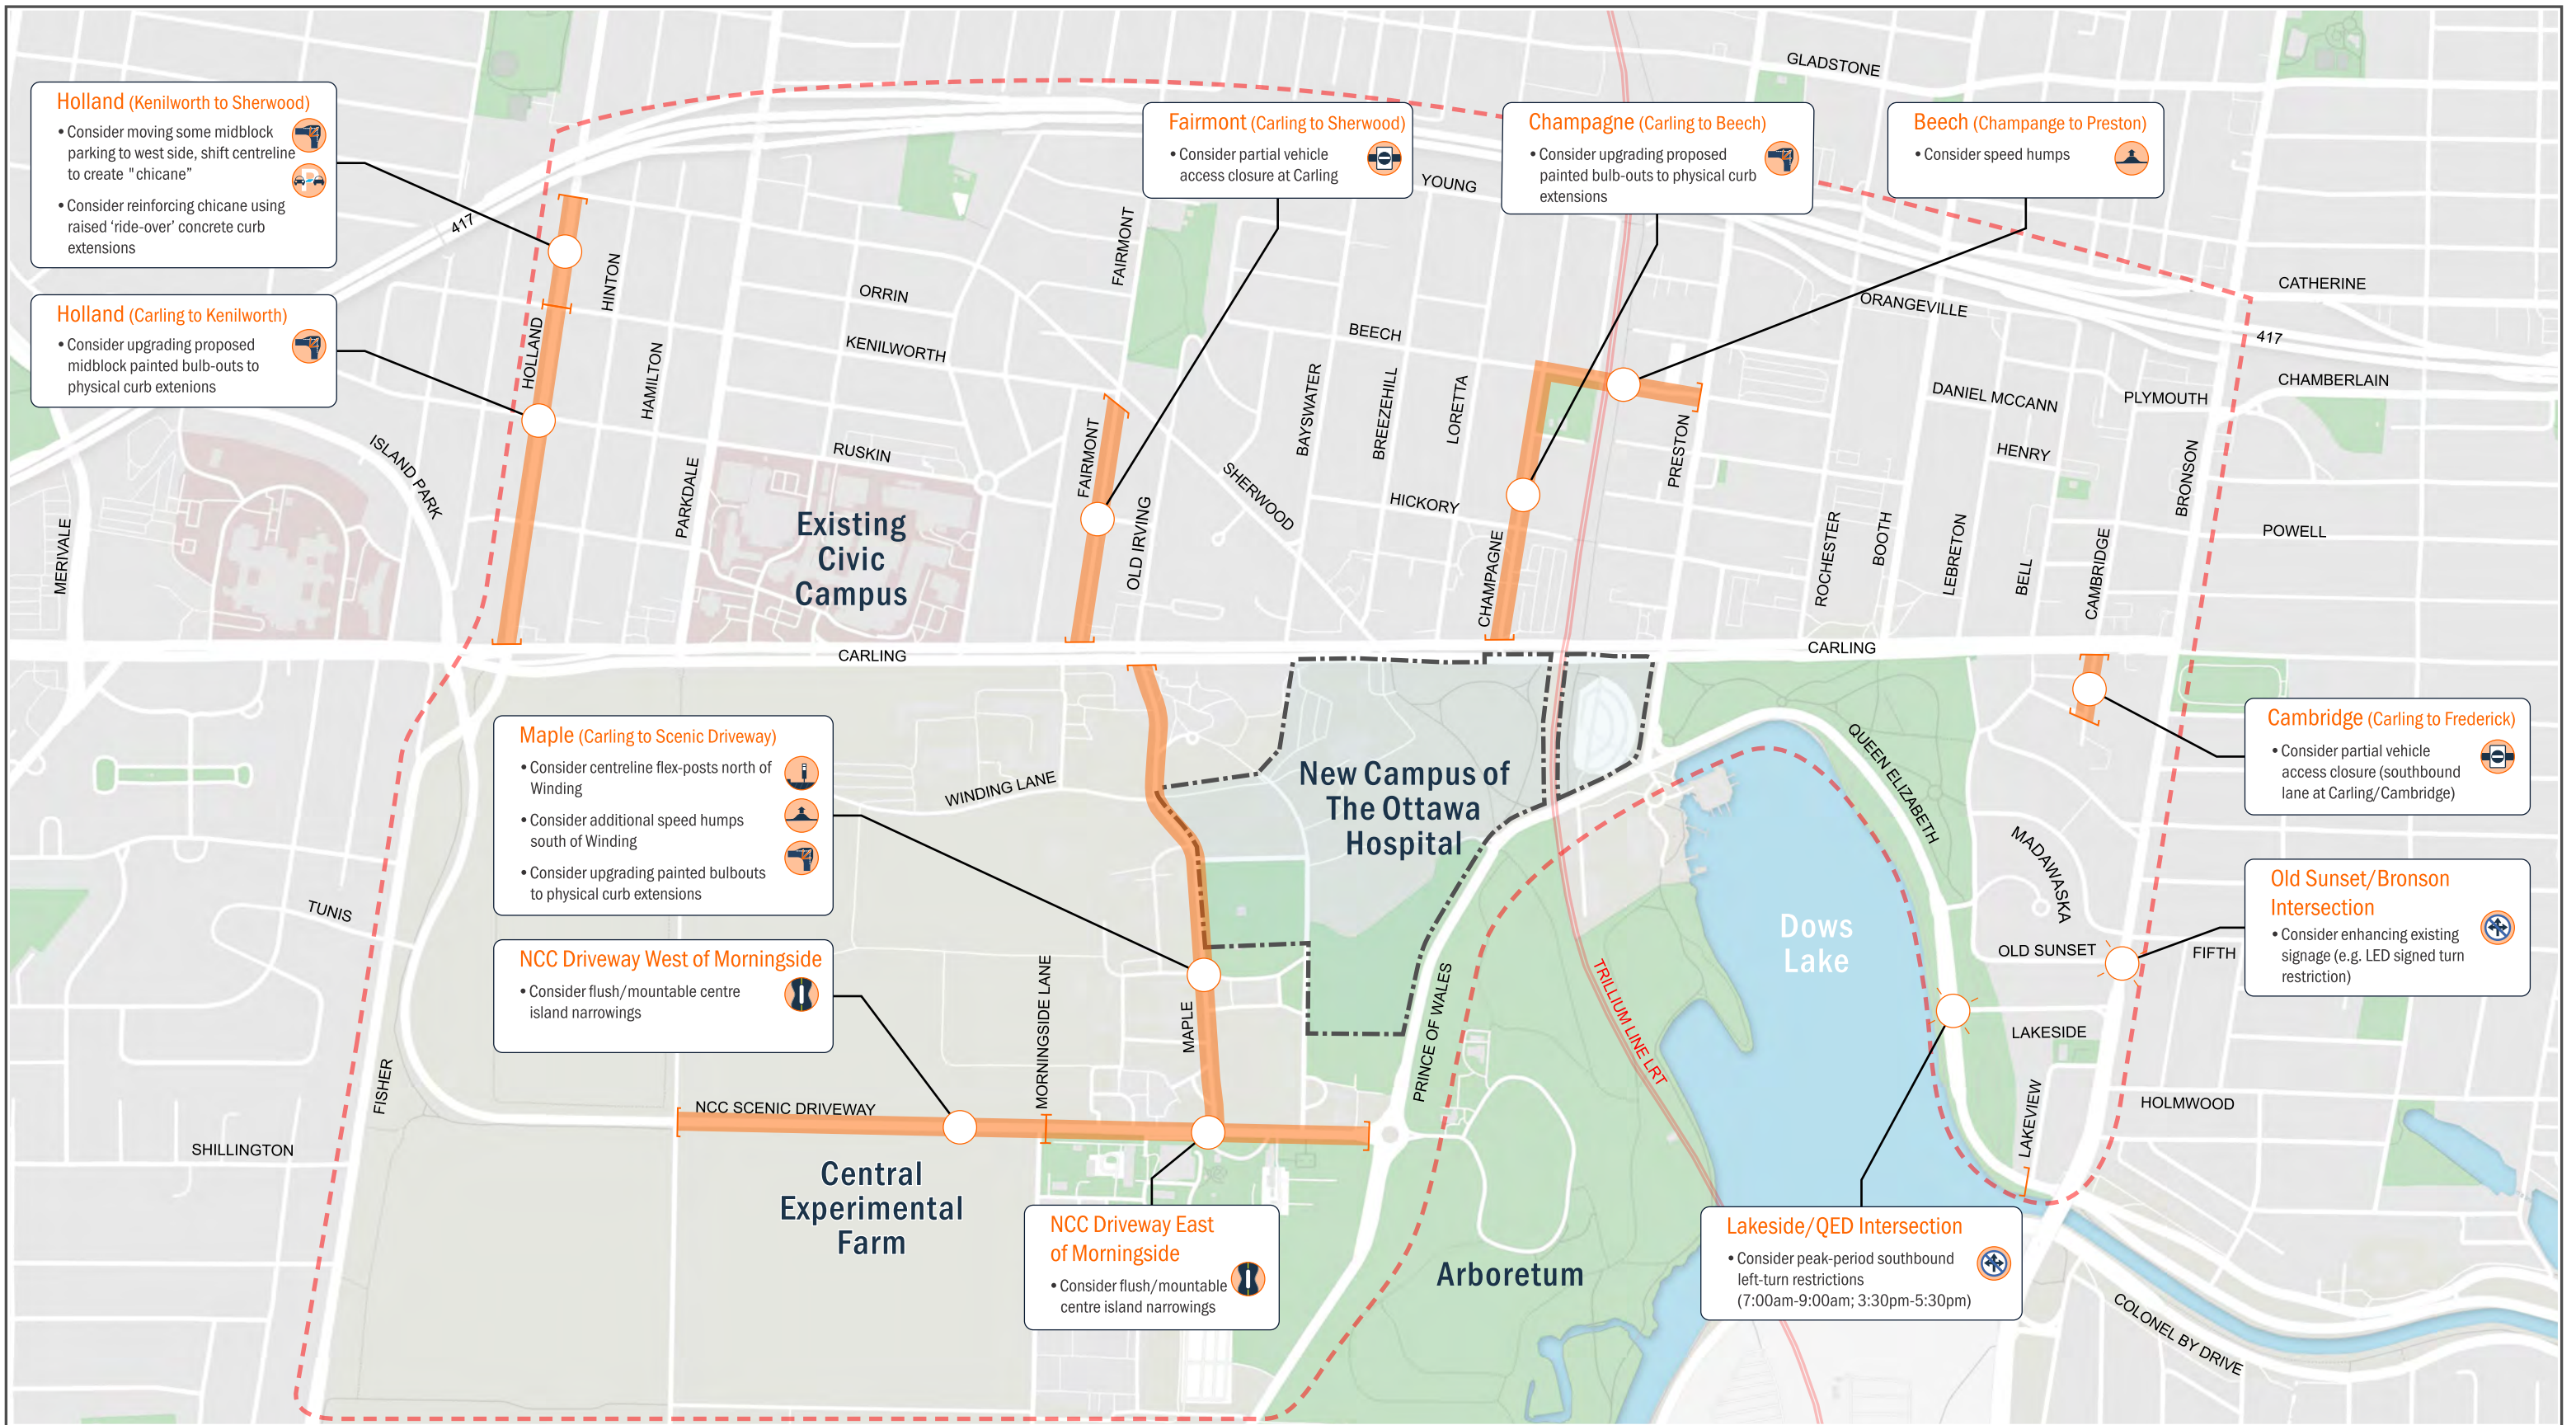 GLADSTONE
Holland (Kenilworth to Sherwood)
• Consider moving some midblock
parking to west side, shift centreline
to create "chicane”
• Consider reinforcing chicane using
raised ‘ride-over’ concrete curb
extensions
Fairmont (Carling to Sherwood)
• Consider partial vehicle
access closure at Carling
Champagne (Carling to Beech)
• Consider upgrading proposed
painted bulb-outs to physical curb
extensions
Beech (Champange to Preston)
• Consider speed humps
YOUNG
417
FAIRMONT
HINTON
ORRIN
CATHERINE
ORANGEVILLE
Holland (Carling to Kenilworth)
• Consider upgrading proposed
midblock painted bulb-outs to
physical curb extenions
HOLLAND
HAMILTON
KENILWORTH
BEECH
417
CHAMBERLAIN
DANIEL MCCANN
PLYMOUTH
BAYSWATER
BREEZEHILL
LORETTA
PRESTON
ISLAND PARK
RUSKIN
FAIRMONT
SHERWOOD
HENRY
BRONSON
PARKDALE
HICKORY
MERIVALE
Existing
Civic
Campus
OLD IRVING
CHAMPAGNE
ROCHESTER
BOOTH
LEBRETON
BELL
CAMBRIDGE
POWELL
CARLING
CARLING
Maple (Carling to Scenic Driveway)
• Consider centreline flex-posts north of
Winding
• Consider additional speed humps
south of Winding
• Consider upgrading painted bulbouts
to physical curb extensions
WINDING LANE
New Campus of
The Ottawa
Hospital
QUEEN ELIZABETH
Cambridge (Carling to Frederick)
• Consider partial vehicle
access closure (southbound
lane at Carling/Cambridge)
MADAWASKA
Old Sunset/Bronson
Intersection
• Consider enhancing existing
signage (e.g. LED signed turn
restriction)
TUNIS
Dows
Lake
OLD SUNSET
FIFTH
NCC Driveway West of Morningside
• Consider flush/mountable centre
island narrowings
MORNINGSIDE LANE
MAPLE
PRINCE OF WALES
TRILLIUM LINE LRT
LAKESIDE
FISHER
NCC SCENIC DRIVEWAY
LAKEVIEW
HOLMWOOD
SHILLINGTON
Central
Experimental
Farm
NCC Driveway East
of Morningside
• Consider flush/mountable
centre island narrowings
Arboretum
Lakeside/QED Intersection
• Consider peak-period southbound
left-turn restrictions
(7:00am-9:00am; 3:30pm-5:30pm)
COLONEL BY DRIVE